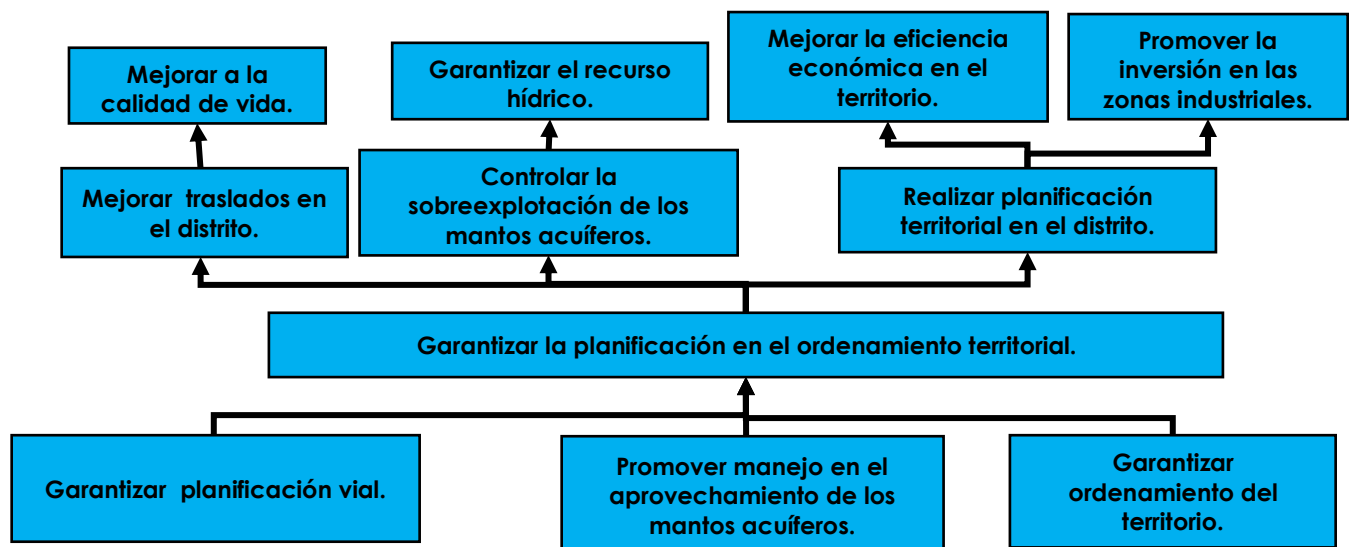 Mejorar a la
calidad de vida.
Garantizar el recurso
hídrico.
Mejorar la eficiencia
económica en el
territorio.
Promover la
inversión en las
zonas industriales.
Mejorar traslados en
el distrito.
Controlar la
sobreexplotación de los
mantos acuíferos.
Realizar planificación
territorial en el distrito.
Garantizar la planificación en el ordenamiento territorial.
Garantizar planificación vial.
Promover manejo en el
aprovechamiento de los
mantos acuíferos.
Garantizar
ordenamiento del
territorio.